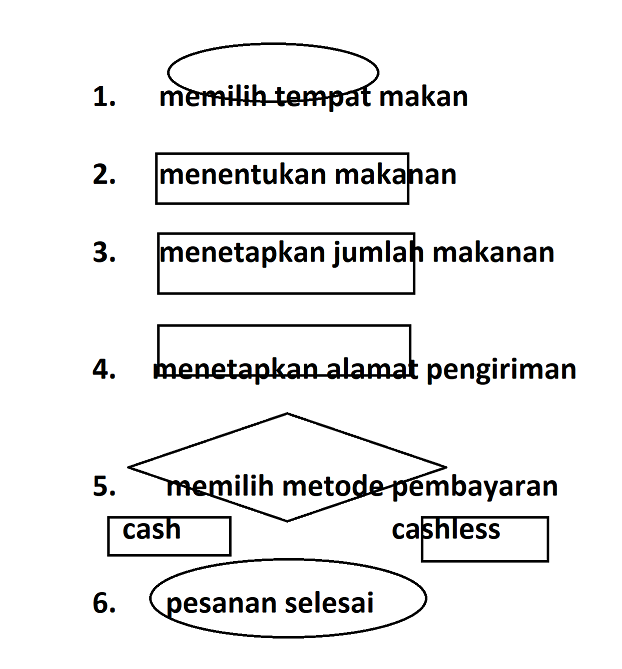 1. memilih tempat makan
2. menentukan makanan
3. menetapkan jumlah makanan
4. menetapkan alamat pengiriman
5. memilih metode pembayaran
cash cashless
6. pesanan selesai